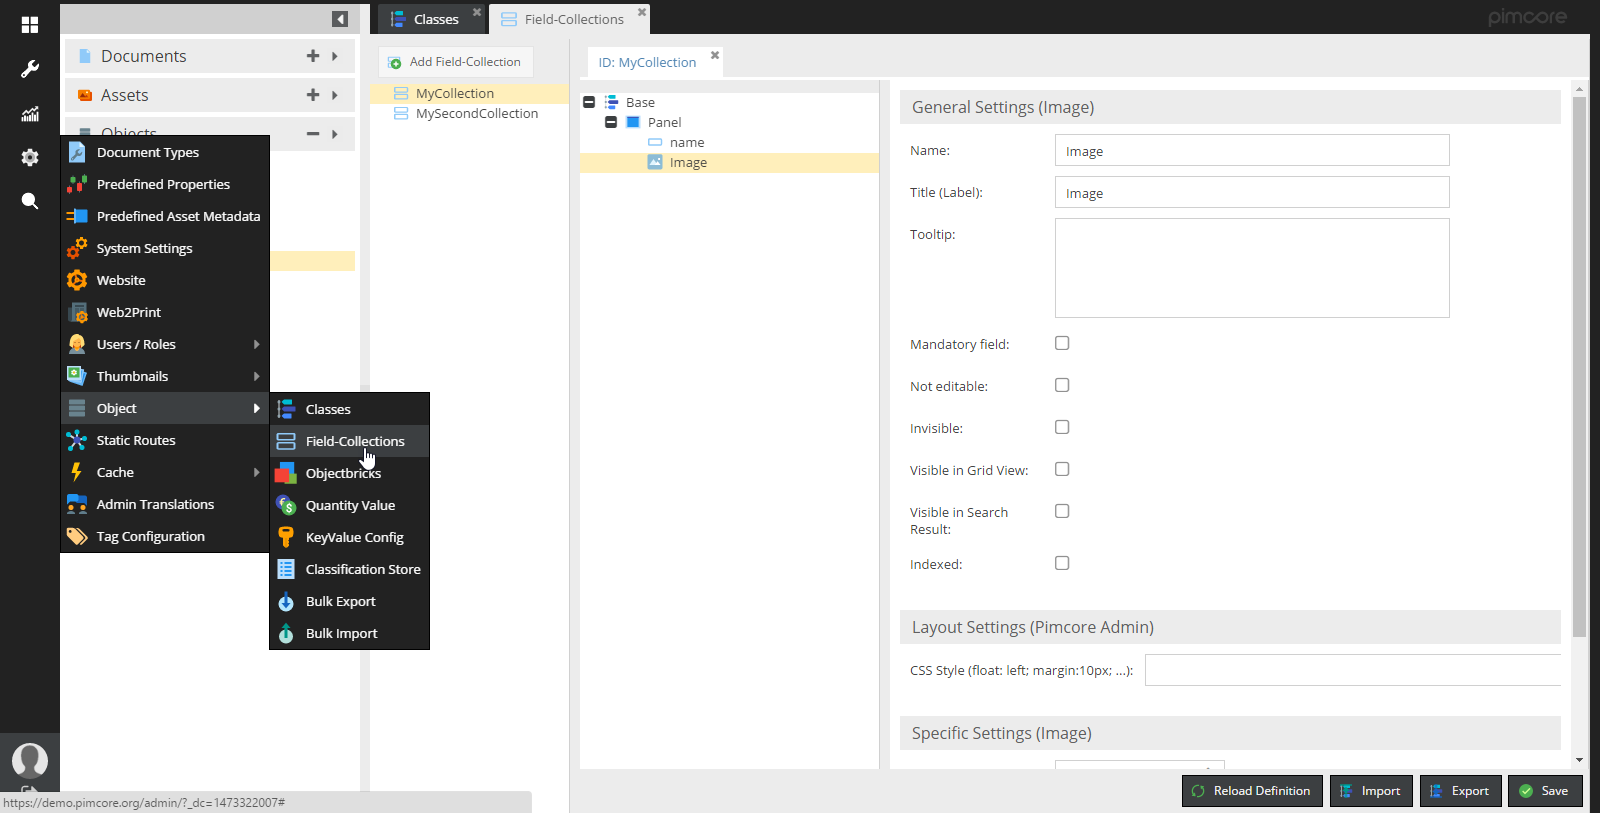 Classes
Field-Collections
pimcore
Documents
Assets
Objects
Document Types
Predefined Properties
Predefined Asset Metadata
System Settings
Website
Web2Print
Users / Roles
Thumbnails
Object
Static Routes
Cache
Admin Translations
Tag Configuration
Classes
Field-Collections
Objectbricks
Quantity Value
KeyValue Config
Classification Store
Bulk Export
Bulk Import
Add Field-Collection
MyCollection
MySecondCollection
ID: MyCollection
Base
Panel
name
Image
General Settings (Image)
Name:
Image
Title (Label):
Image
Tooltip:
Mandatory field:
Not editable:
Invisible:
Visible in Grid View:
Visible in Search
Result:
Indexed:
Layout Settings (Pimcore Admin)
CSS Style (float: left; margin:10px; ...):
Specific Settings (Image)
Reload Definition
Import
Export
Save
https://demo.pimcore.org/admin/?_dc=1473322007#